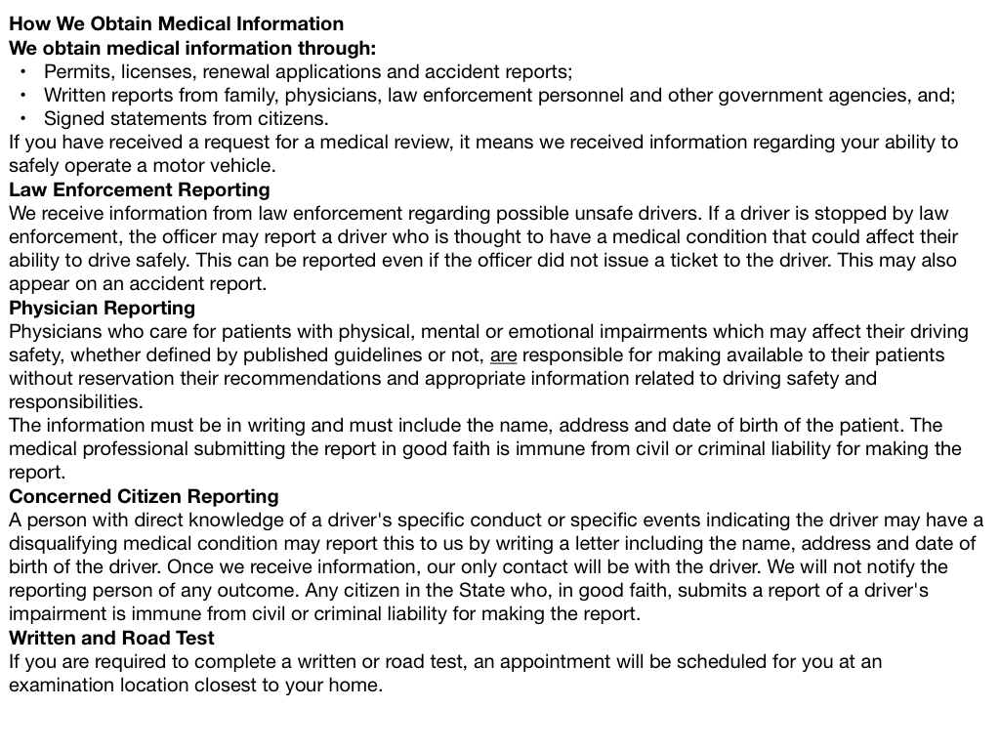 How We Obtain Medical Information
We obtain medical information through:
• Permits, licenses, renewal applications and accident reports;
• Written reports from family, physicians, law enforcement personnel and other government agencies, and;
• Signed statements from citizens.
If you have received a request for a medical review, it means we received information regarding your ability to
safely operate a motor vehicle.
Law Enforcement Reporting
We receive information from law enforcement regarding possible unsafe drivers. If a driver is stopped by law
enforcement, the officer may report a driver who is thought to have a medical condition that could affect their
ability to drive safely. This can be reported even if the officer did not issue a ticket to the driver. This may also
appear on an accident report.
Physician Reporting
Physicians who care for patients with physical, mental or emotional impairments which may affect their driving
safety, whether defined by published guidelines or not, are responsible for making available to their patients
without reservation their recommendations and appropriate information related to driving safety and
responsibilities.
The information must be in writing and must include the name, address and date of birth of the patient. The
medical professional submitting the report in good faith is immune from civil or criminal liability for making the
report.
Concerned Citizen Reporting
A person with direct knowledge of a driver's specific conduct or specific events indicating the driver may have a
disqualifying medical condition may report this to us by writing a letter including the name, address and date of
birth of the driver. Once we receive information, our only contact will be with the driver. We will not notify the
reporting person of any outcome. Any citizen in the State who, in good faith, submits a report of a driver's
impairment is immune from civil or criminal liability for making the report.
Written and Road Test
If you are required to complete a written or road test, an appointment will be scheduled for you at an
examination location closest to your home.